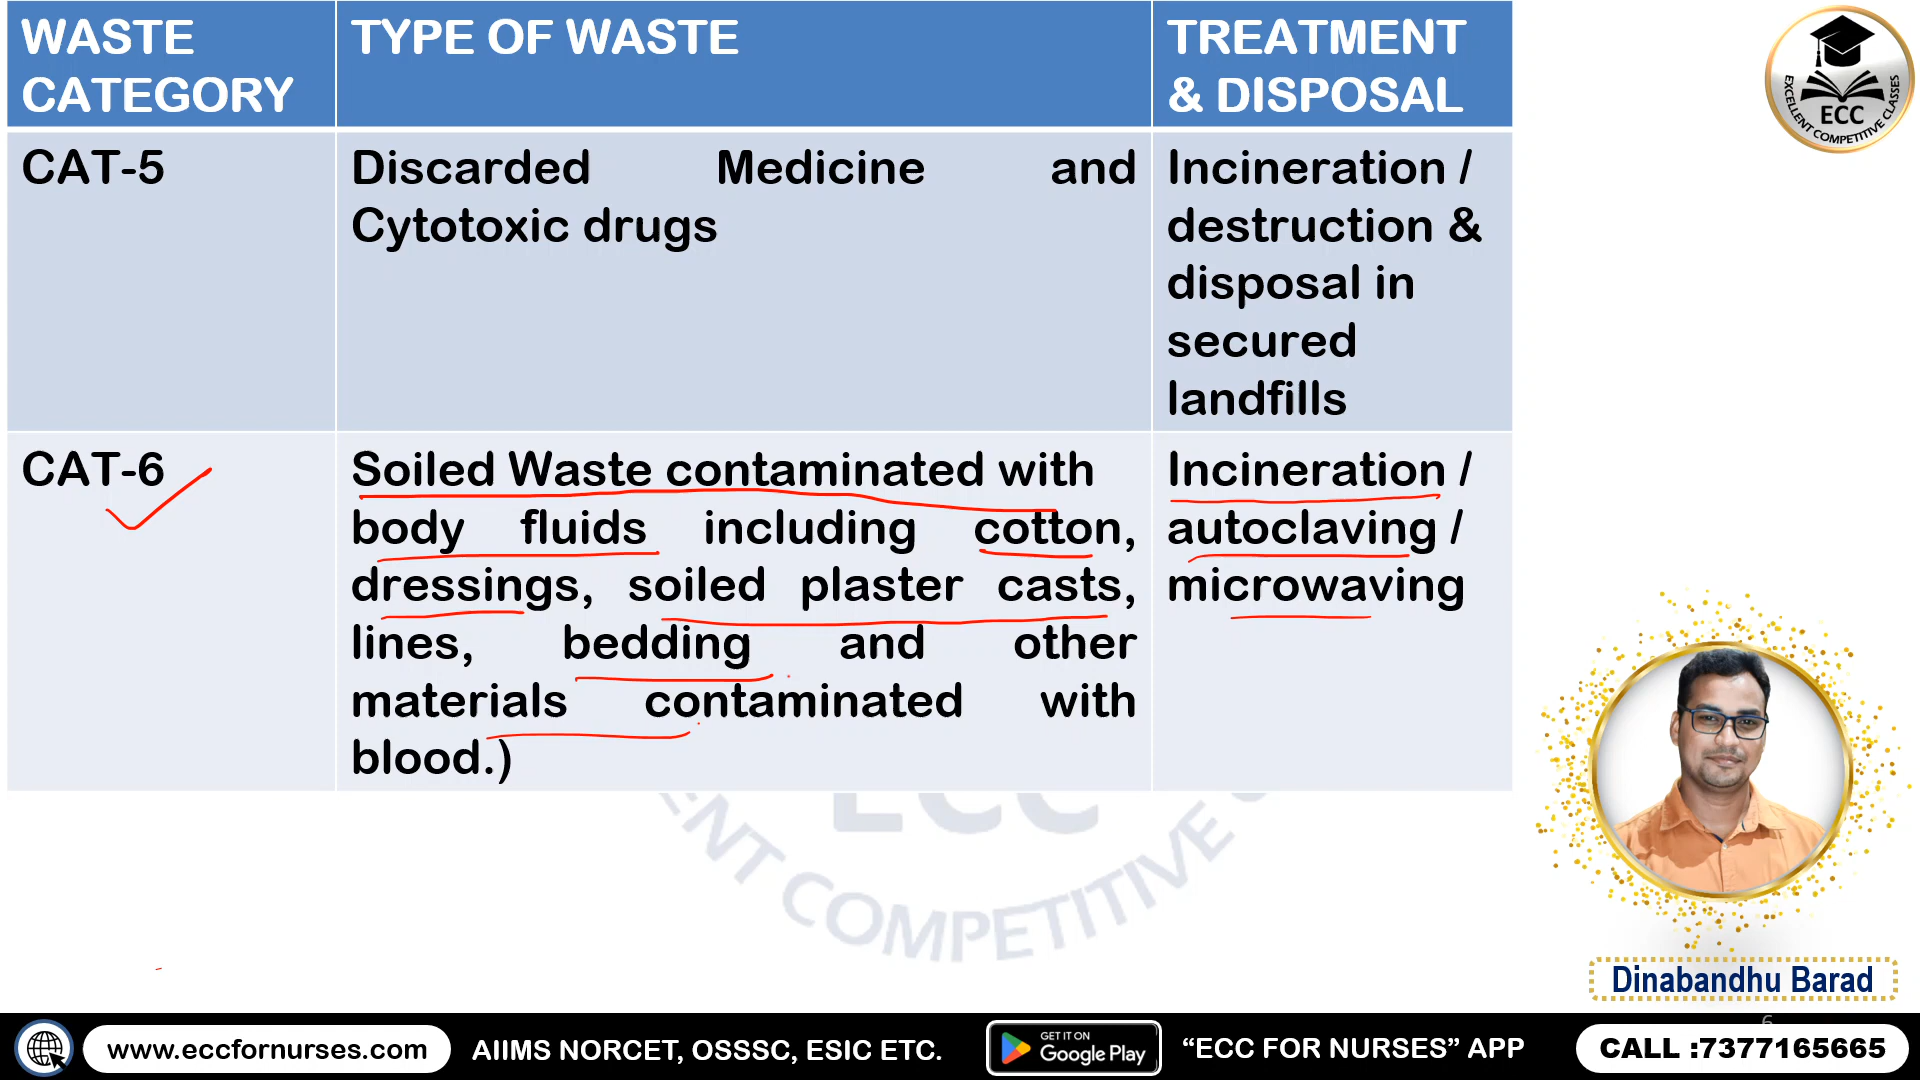 WASTE CATEGORY
TYPE OF WASTE
TREATMENT & DISPOSAL
CAT-5
Discarded Medicine and
Cytotoxic drugs
Incineration /
destruction &
disposal in
secured
landfills
CAT-6
Soiled Waste contaminated with
body fluids including cotton,
dressings, soiled plaster casts,
lines, bedding and other
materials contaminated with
blood.)
Incineration /
autoclaving /
microwaving
ECC
EXCELLENT COMPETITIVE CLASSES
ECC
ENT COMPETITIVE C
Dinabandhu Barad
6
www.eccfornurses.com
AIIMS NORCET, OSSSC, ESIC ETC.
GET IT ON
Google Play
“ECC FOR NURSES” APP
CALL :7377165665